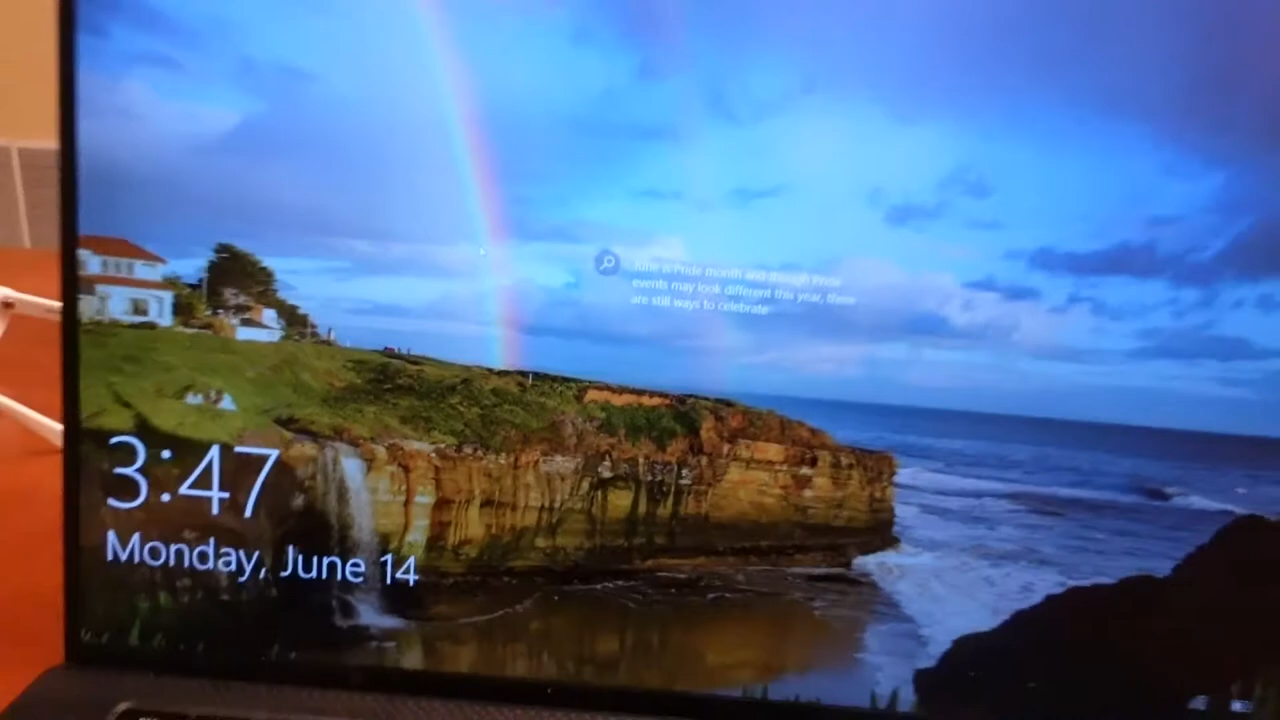 June is Pride month and though Pride
events may look different this year, there
are still ways to celebrate
3:47
Monday, June 14